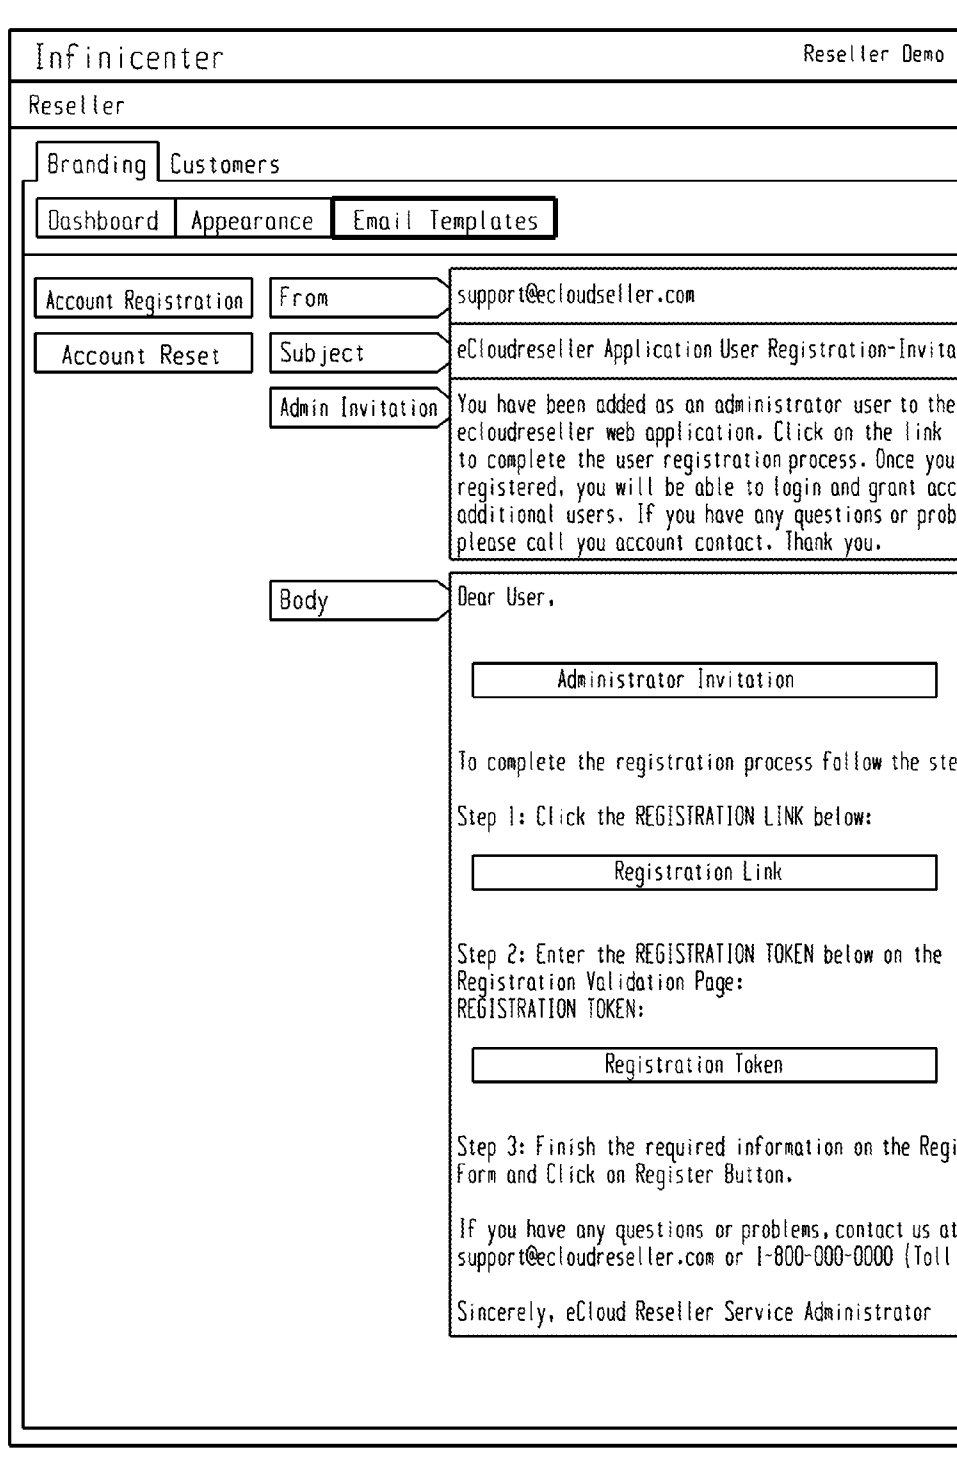 Infinicenter Reseller Demo
Reseller
Branding Customers
Dashboard Appearance Email Templates
Account Registration From support@ecloudseller.com
Account Reset Subject eCloudreseller Application User Registration-Invita
Admin Invitation You have been added as an administrator user to the
ecloudreseller web application. Click on the link
to complete the user registration process. Once you
registered, you will be able to login and grant acc
additional users. If you have any questions or prob
please call you account contact. Thank you.
Body Dear User,
Administrator Invitation
To complete the registration process follow the ste
Step 1: Click the REGISTRATION LINK below:
Registration Link
Step 2: Enter the REGISTRATION TOKEN below on the
Registration Validation Page:
REGISTRATION TOKEN:
Registration Token
Step 3: Finish the required information on the Regi
Form and Click on Register Button.
If you have any questions or problems, contact us at
support@ecloudreseller.com or 1-800-000-0000 (Toll
Sincerely, eCloud Reseller Service Administrator